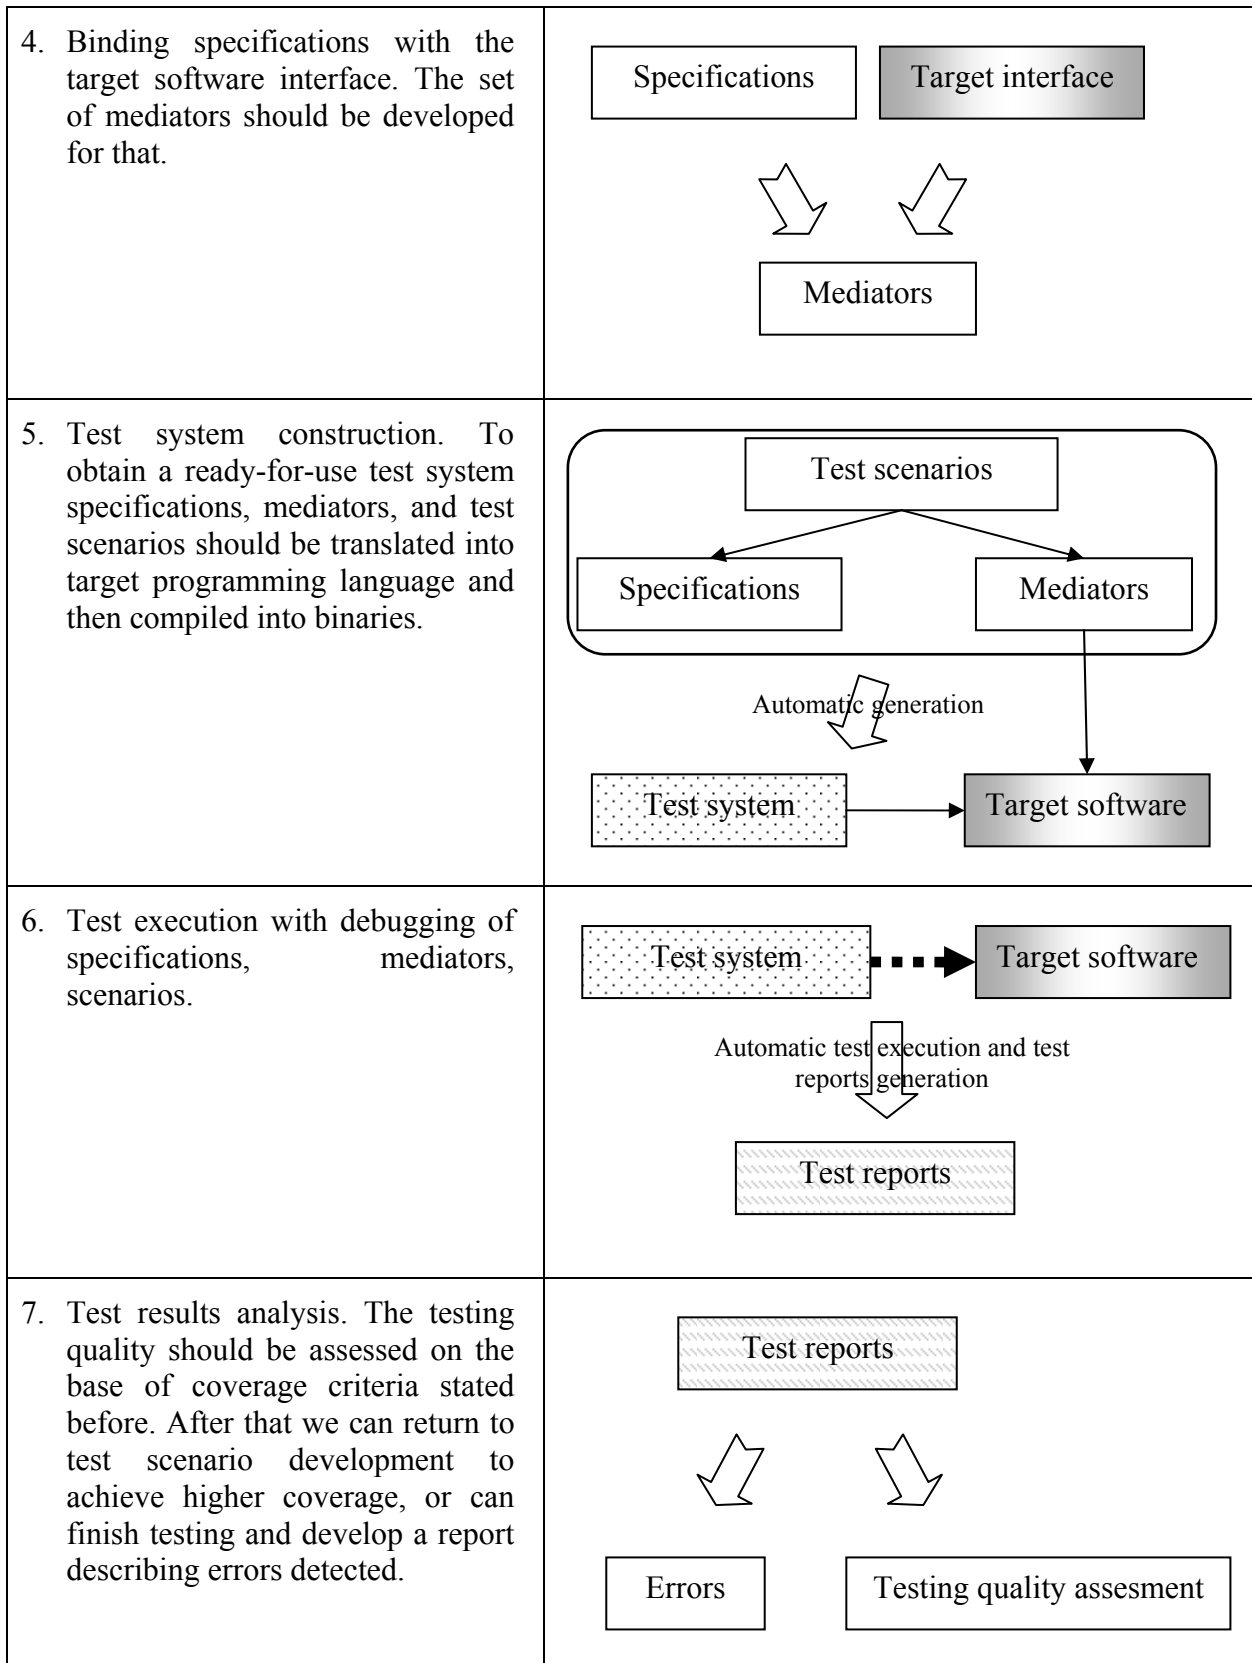 4. Binding specifications with the
target software interface. The set
of mediators should be developed
for that.
Specifications
Target interface
Mediators
5. Test system construction. To
obtain a ready-for-use test system
specifications, mediators, and test
scenarios should be translated into
target programming language and
then compiled into binaries.
Test scenarios
Specifications
Mediators
Automatic generation
Test system
Target software
6. Test execution with debugging of
specifications, mediators,
scenarios.
Test system
Target software
Automatic test execution and test
reports generation
Test reports
7. Test results analysis. The testing
quality should be assessed on the
base of coverage criteria stated
before. After that we can return to
test scenario development to
achieve higher coverage, or can
finish testing and develop a report
describing errors detected.
Test reports
Errors
Testing quality assesment